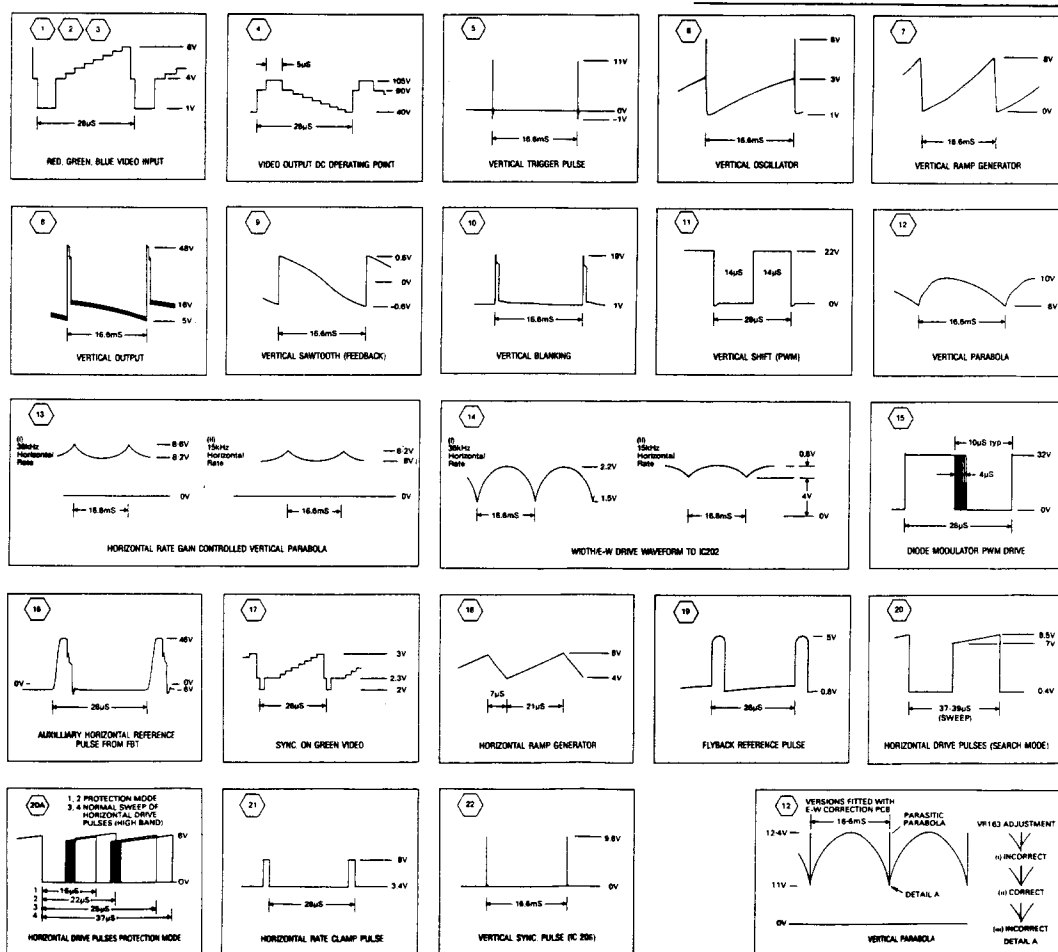 1 2 3
6V
4V
1V
28µS
RED, GREEN, BLUE VIDEO INPUT
4
5µS
105V
90V
40V
28µS
VIDEO OUTPUT DC OPERATING POINT
5
11V
0V
-1V
16.6mS
VERTICAL TRIGGER PULSE
6
6V
3V
1V
16.6mS
VERTICAL OSCILLATOR
7
8V
0V
16.6mS
VERTICAL RAMP GENERATOR
8
48V
16V
5V
16.6mS
VERTICAL OUTPUT
9
0.6V
0V
-0.6V
16.6mS
VERTICAL SAWTOOTH (FEEDBACK)
10
19V
1V
16.6mS
VERTICAL BLANKING
11
22V
14µS 14µS
0V
28µS
VERTICAL SHIFT (PWM)
12
10V
8V
16.6mS
VERTICAL PARABOLA
13
(I)
Horizontal
Rate
8·6V
8·2V
0V
16.6mS
(II)
15kHz
Horizontal
Rate
8·2V
8V
0V
16.6mS
HORIZONTAL RATE GAIN CONTROLLED VERTICAL PARABOLA
14
(I)
Horizontal
Rate
2.2V
1.5V
16.6mS
(II)
15kHz
Horizontal
Rate
4V
0V
16.6mS
WIDTH/E-W DRIVE WAVEFORM TO IC202
15
10µS typ
32V
4µS
0V
28µS
DIODE MODULATOR PWM DRIVE
16
46V
0V
0V
-6V
28µS
AUXILLIARY HORIZONTAL REFERENCE
PULSE FROM FBT
17
3V
2.3V
2V
28µS
SYNC. ON GREEN VIDEO
18
8V
4V
7µS 21µS
HORIZONTAL RAMP GENERATOR
19
5V
0.8V
28µS
FLYBACK REFERENCE PULSE
20
8.5V
7V
0.4V
37-39µS
(SWEEP)
HORIZONTAL DRIVE PULSES (SEARCH MODE)
20A
1, 2 PROTECTION MODE
3, 4 NORMAL SWEEP OF
HORIZONTAL DRIVE
PULSES (HIGH BAND)
8V
0V
1 16µS
2 22µS
3 28µS
4 37µS
HORIZONTAL DRIVE PULSES PROTECTION MODE
21
8V
3.4V
28µS
HORIZONTAL RATE CLAMP PULSE
22
9.8V
0V
16.6mS
VERTICAL SYNC. PULSE (IC 206)
12
VERSIONS FITTED WITH
E-W CORRECTION PCB
16·6mS
PARASITIC
PARABOLA
12·4V
11V
DETAIL A
0V
VERTICAL PARABOLA
VR163 ADJUSTMENT
(i) INCORRECT
(ii) CORRECT
(iii) INCORRECT
DETAIL A